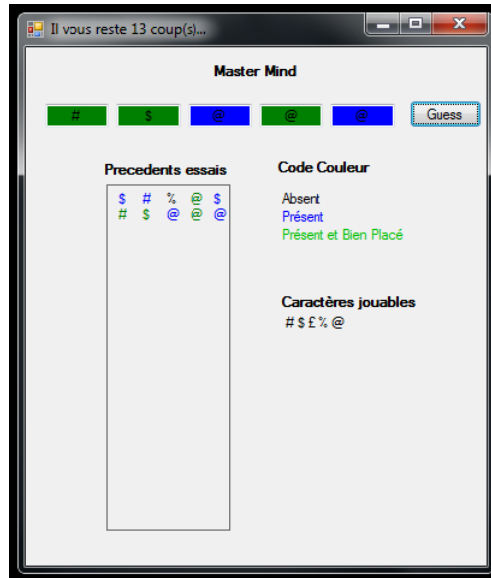 Il vous reste 13 coup(s)...
Master Mind
# $ @ @ @ Guess
Precedents essais
$ # % @ $
# $ @ @ @
Code Couleur
Absent
Présent
Présent et Bien Placé
Caractères jouables
# $ £ % @